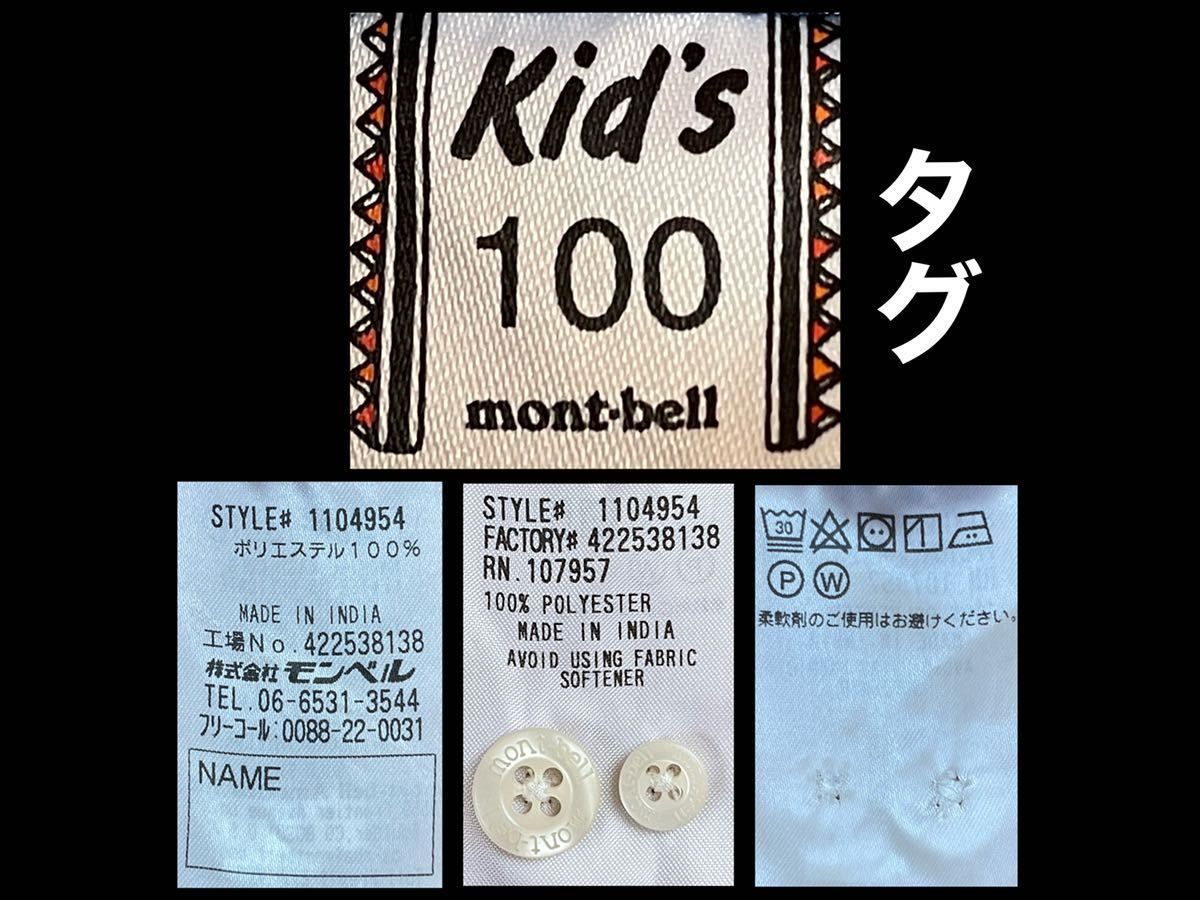 Kid's
100
mont-bell
タグ
STYLE# 1104954
ポリエステル100%
MADE IN INDIA
工場No.422538138
株式会社 モンベル
TEL.06-6531-3544
フリーコール:0088-22-0031
NAME
STYLE# 1104954
FACTORY# 422538138
RN.107957
100% POLYESTER
MADE IN INDIA
AVOID USING FABRIC
SOFTENER
mont-bell
mont-bell
30
P W
柔軟剤のご使用はお避けください。